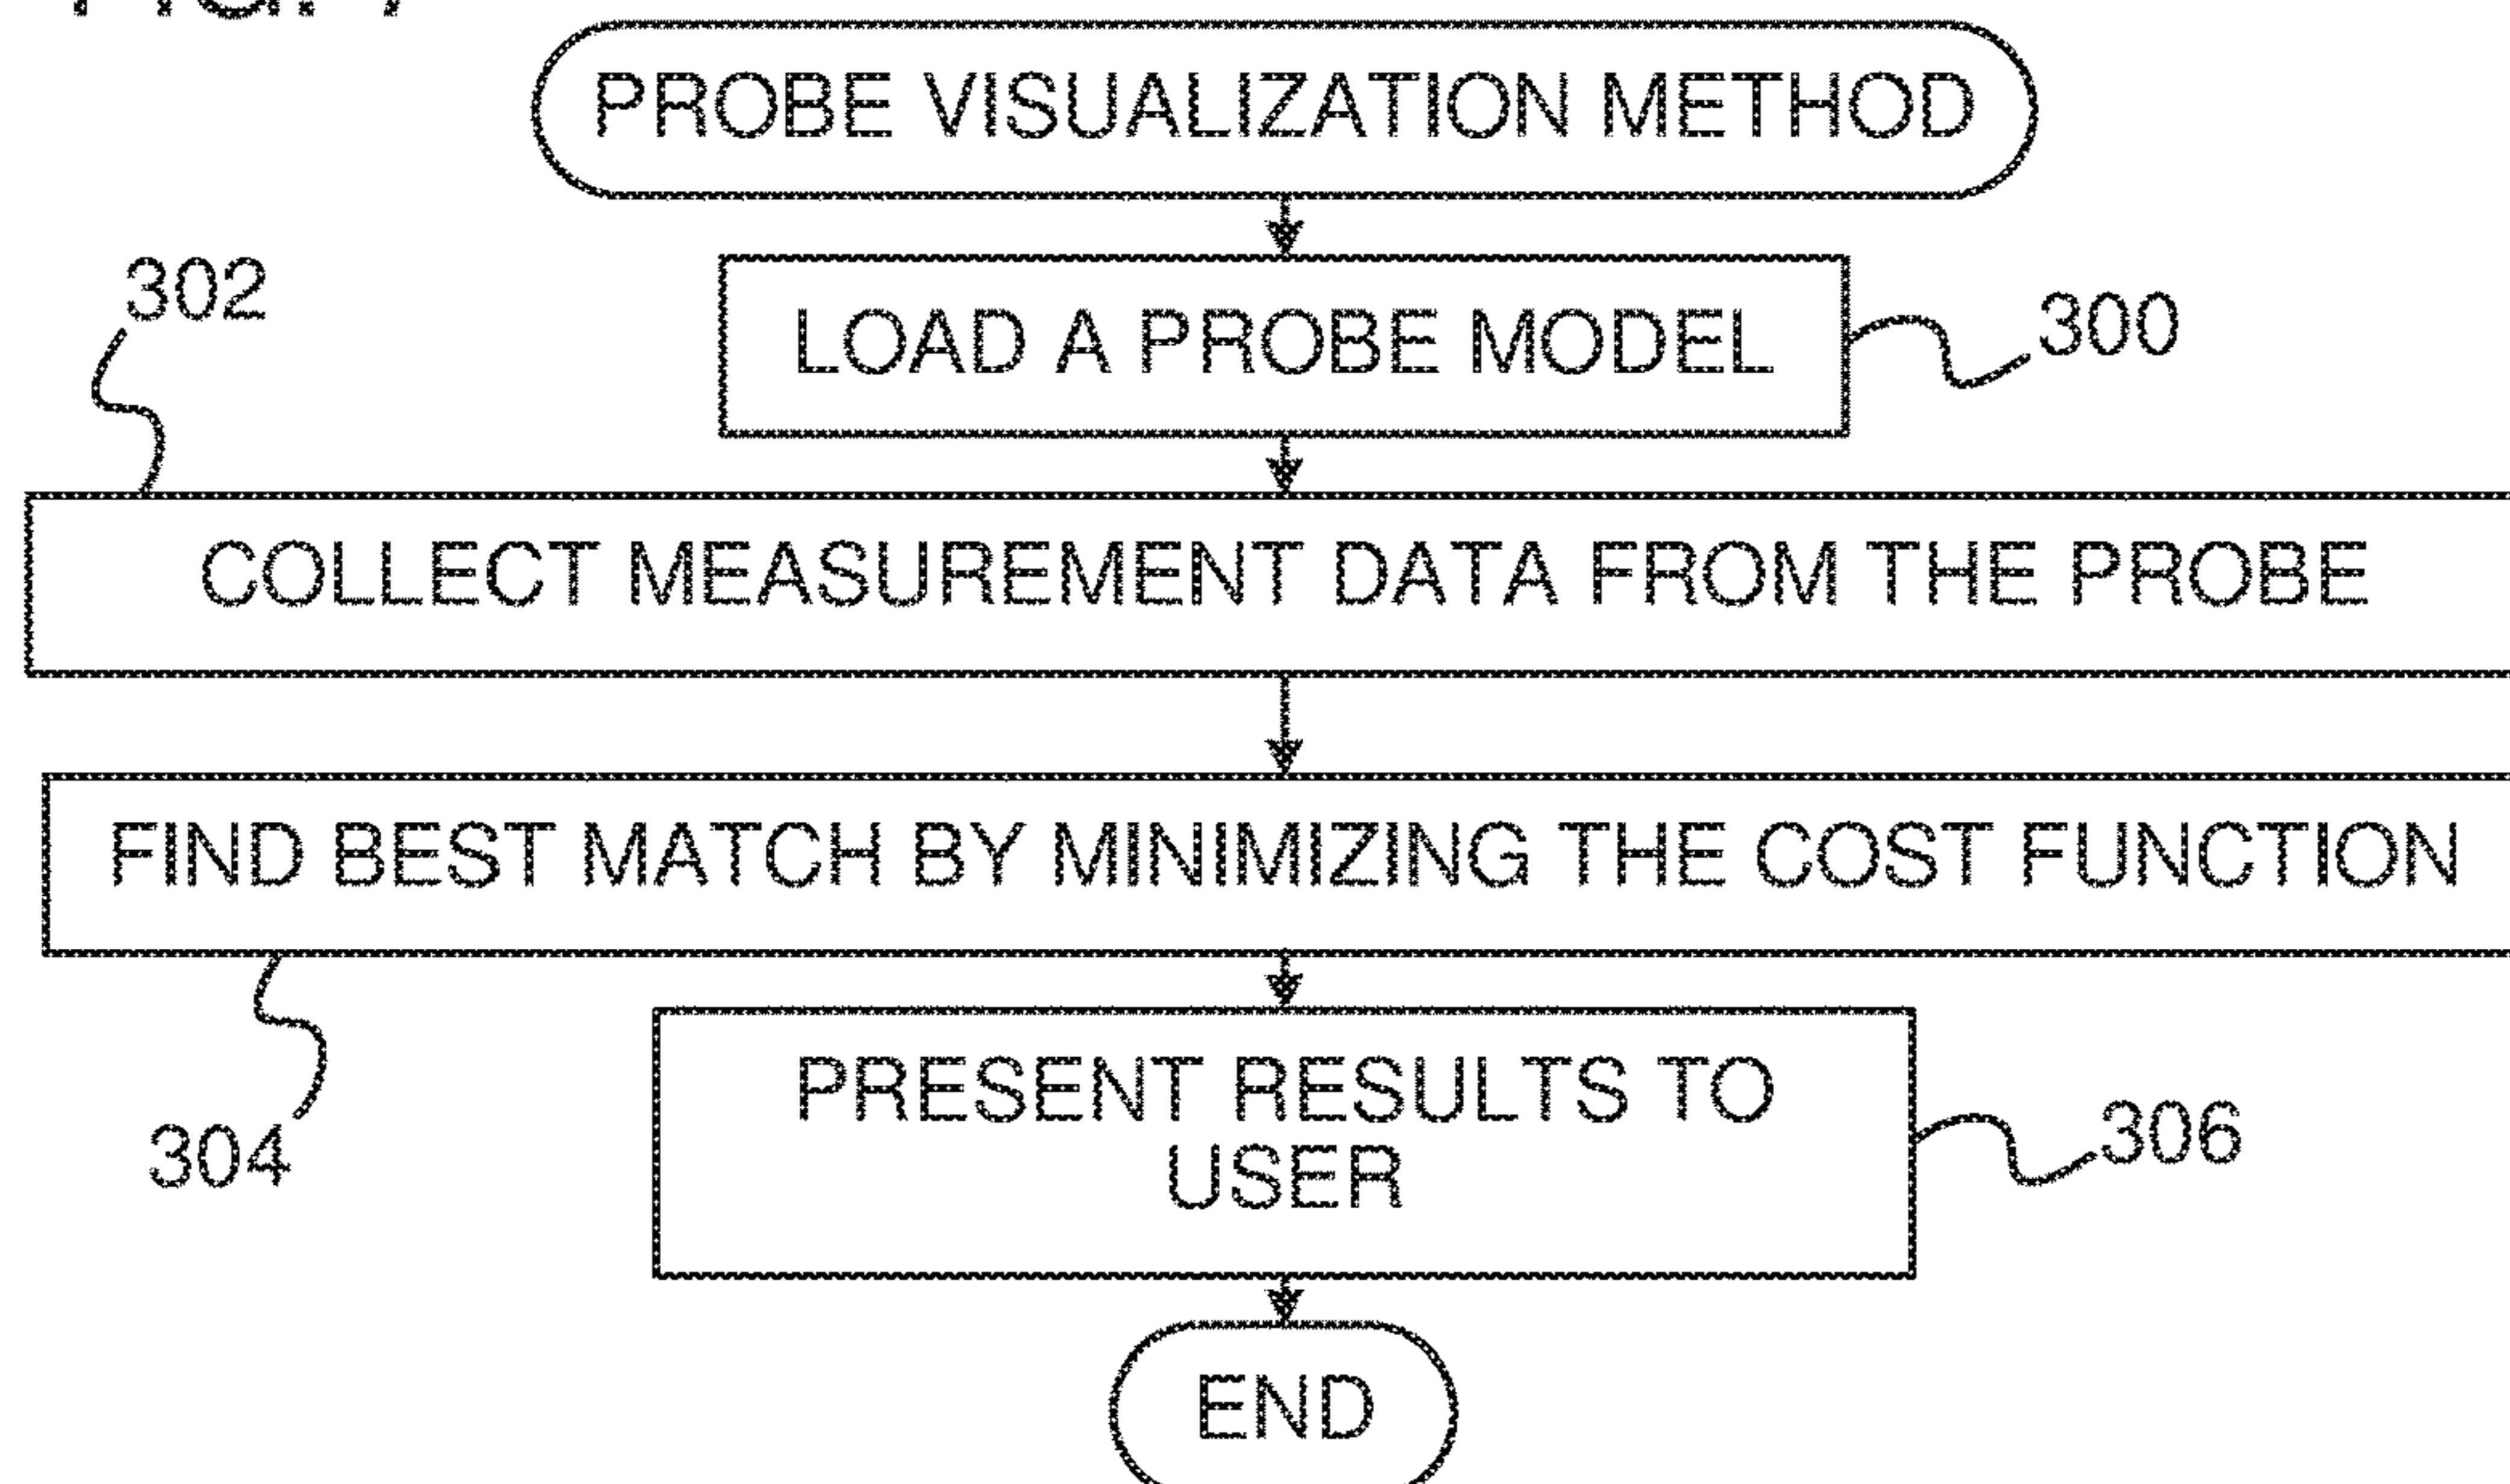 PROBE VISUALIZATION METHOD
302
LOAD A PROBE MODEL
300
COLLECT MEASUREMENT DATA FROM THE PROBE
FIND BEST MATCH BY MINIMIZING THE COST FUNCTION
304
PRESENT RESULTS TO
USER
306
END